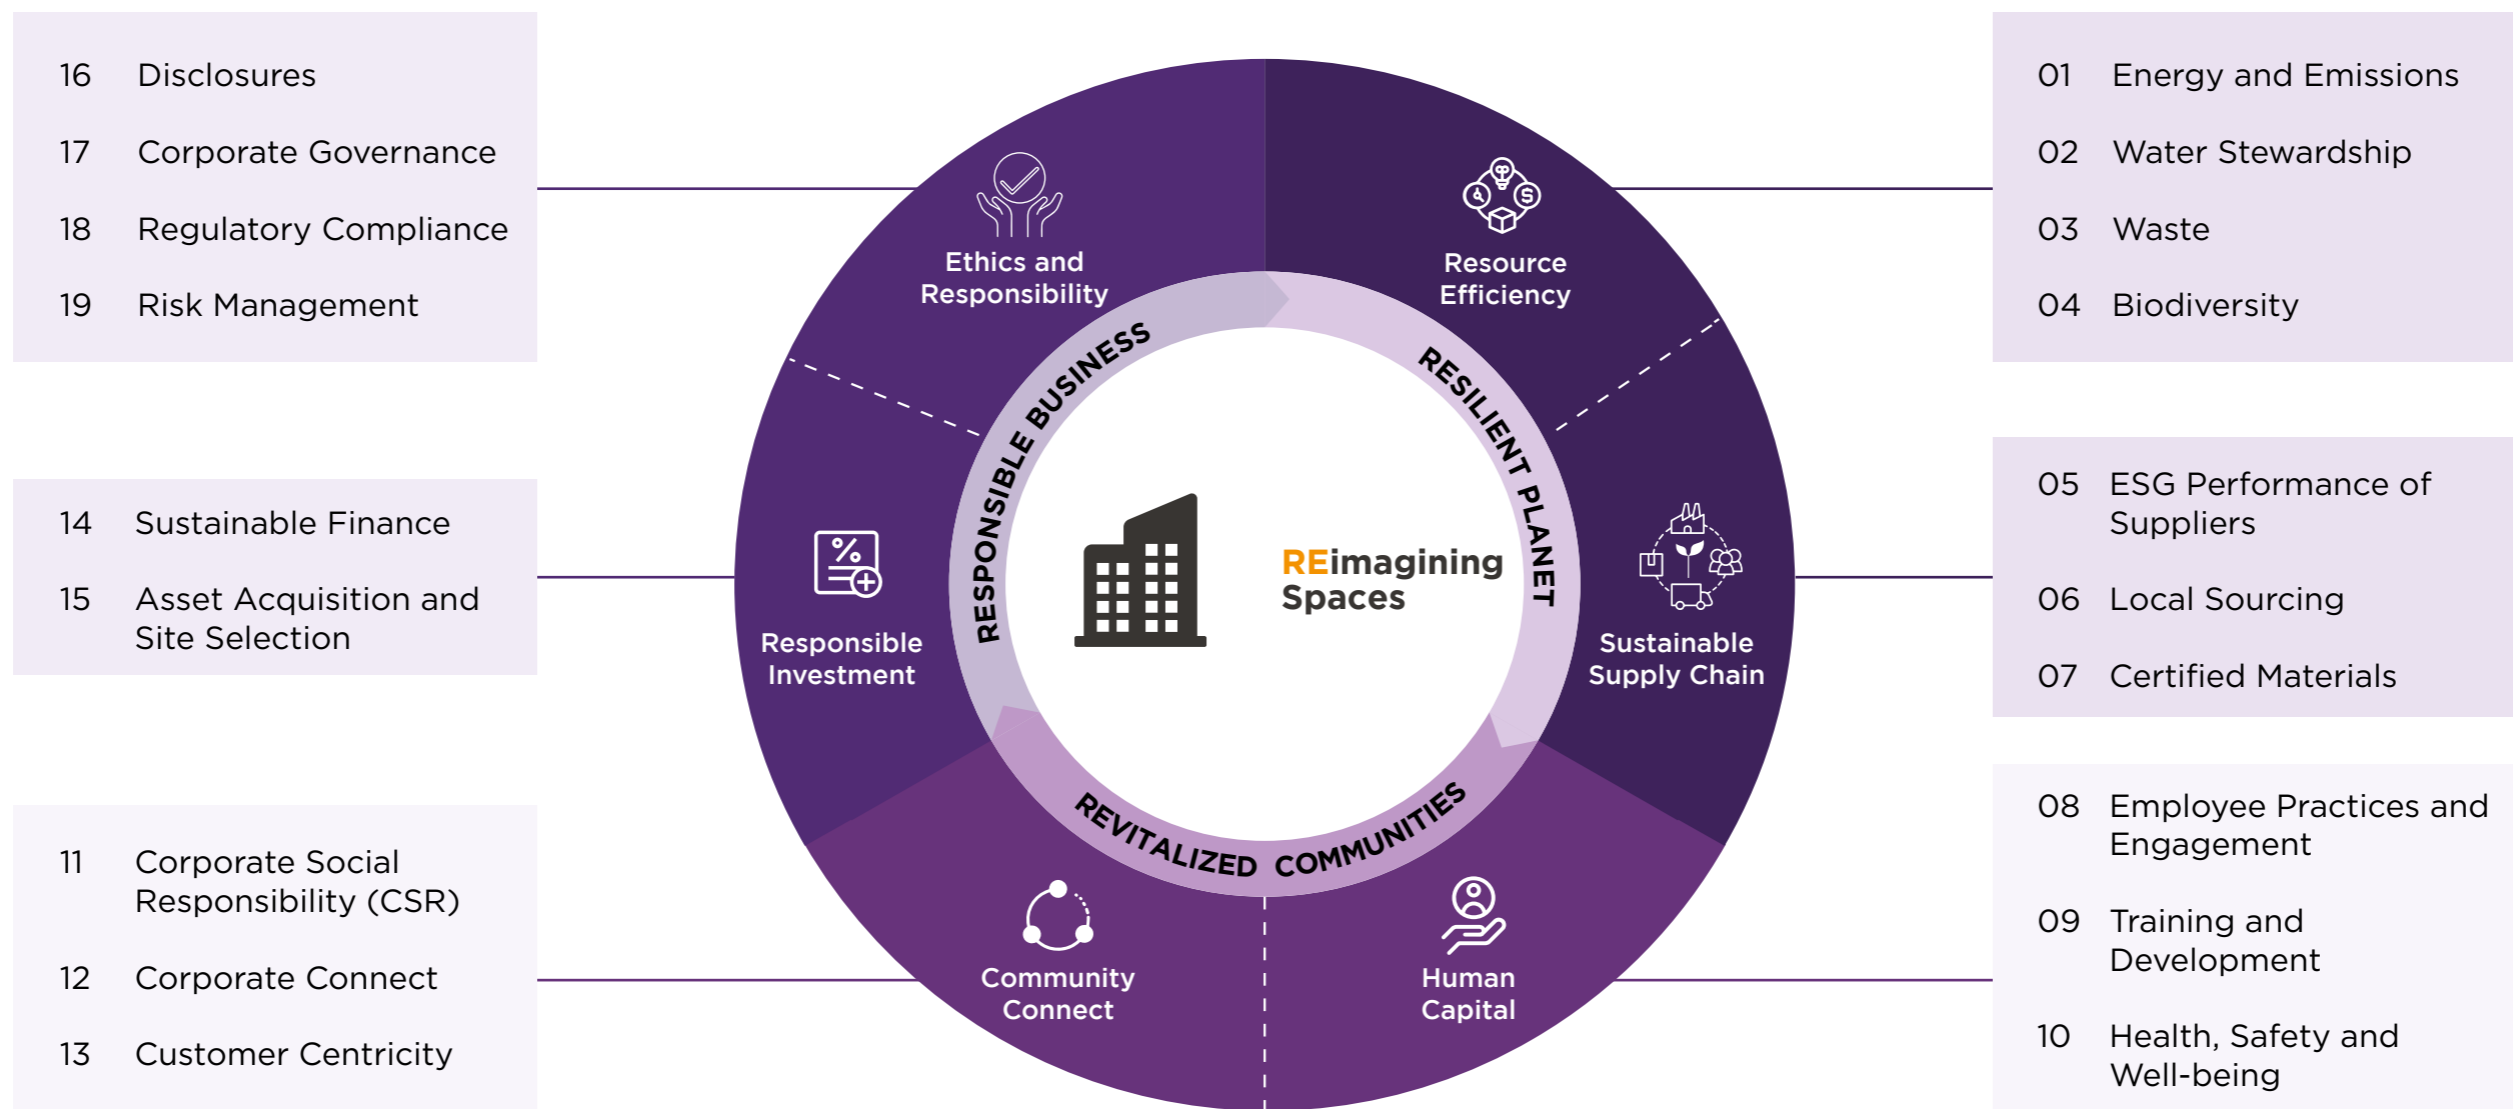 16 Disclosures
17 Corporate Governance
18 Regulatory Compliance
19 Risk Management
14 Sustainable Finance
15 Asset Acquisition and
Site Selection
11 Corporate Social
Responsibility (CSR)
12 Corporate Connect
13 Customer Centricity
Ethics and
Responsibility
Resource
Efficiency
Responsible
Investment
Sustainable
Supply Chain
Community
Connect
Human
Capital
RESPONSIBLE BUSINESS
RESILIENT PLANET
REVITALIZED COMMUNITIES
REimagining
Spaces
01 Energy and Emissions
02 Water Stewardship
03 Waste
04 Biodiversity
05 ESG Performance of
Suppliers
06 Local Sourcing
07 Certified Materials
08 Employee Practices and
Engagement
09 Training and
Development
10 Health, Safety and
Well-being